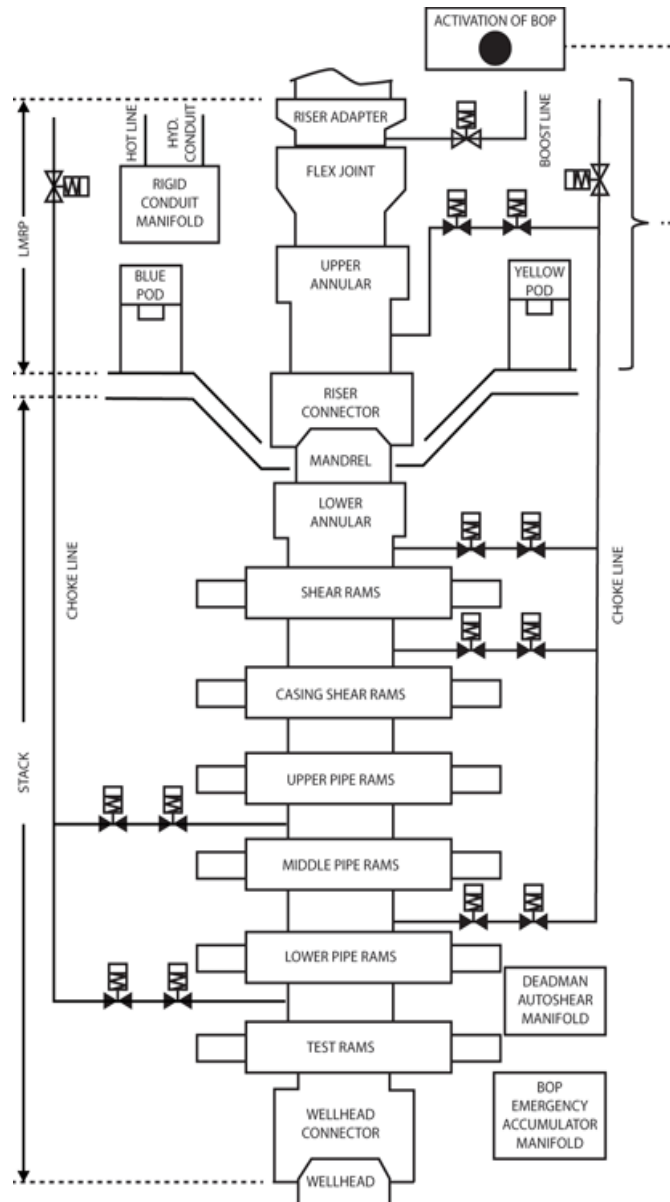 ACTIVATION OF BOP
RISER ADAPTER
HOT LINE
HYD.
CONDUIT
BOOST LINE
RIGID
CONDUIT
MANIFOLD
FLEX JOINT
LMRP
UPPER
ANNULAR
BLUE
POD
YELLOW
POD
RISER
CONNECTOR
MANDREL
LOWER
ANNULAR
CHOKE LINE
CHOKE LINE
SHEAR RAMS
CASING SHEAR RAMS
STACK
UPPER PIPE RAMS
MIDDLE PIPE RAMS
LOWER PIPE RAMS
DEADMAN
AUTOSHEAR
MANIFOLD
TEST RAMS
BOP
EMERGENCY
ACCUMULATOR
MANIFOLD
WELLHEAD
CONNECTOR
WELLHEAD